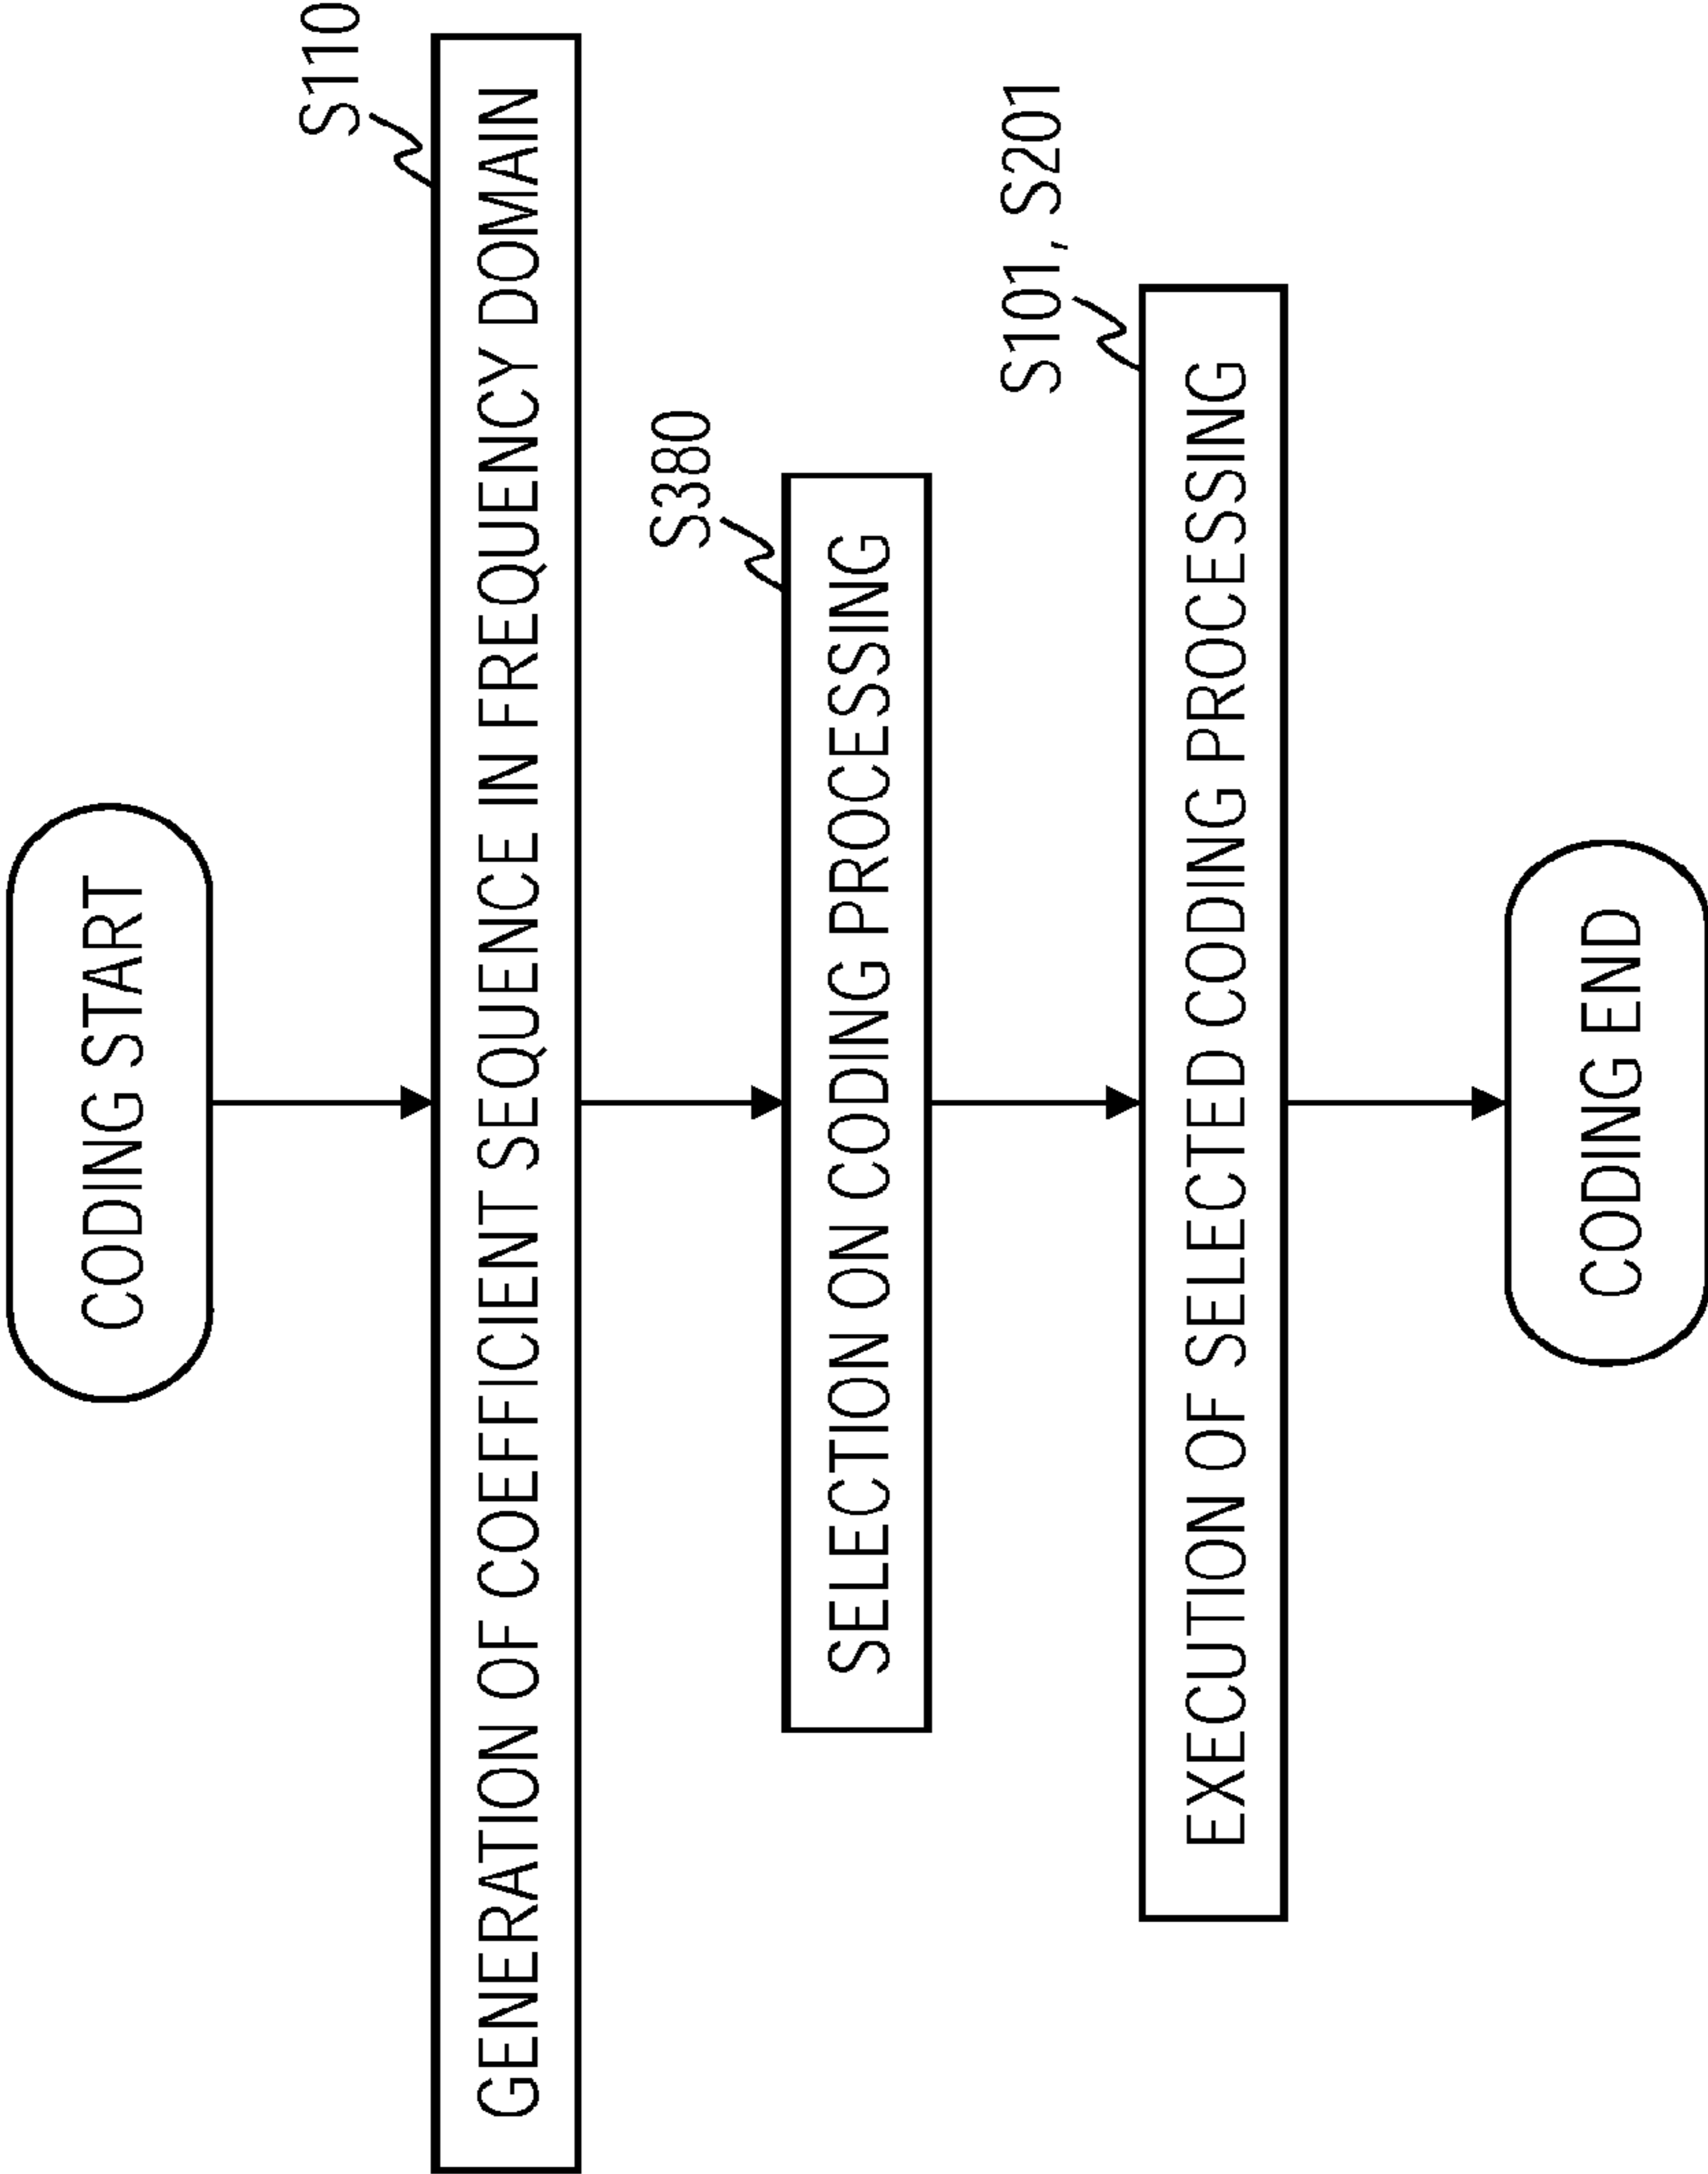 CODING START
S110
GENERATION OF COEFFICIENT SEQUENCE IN FREQUENCY DOMAIN
S380
SELECTION ON CODING PROCESSING
S101, S201
EXECUTION OF SELECTED CODING PROCESSING
CODING END